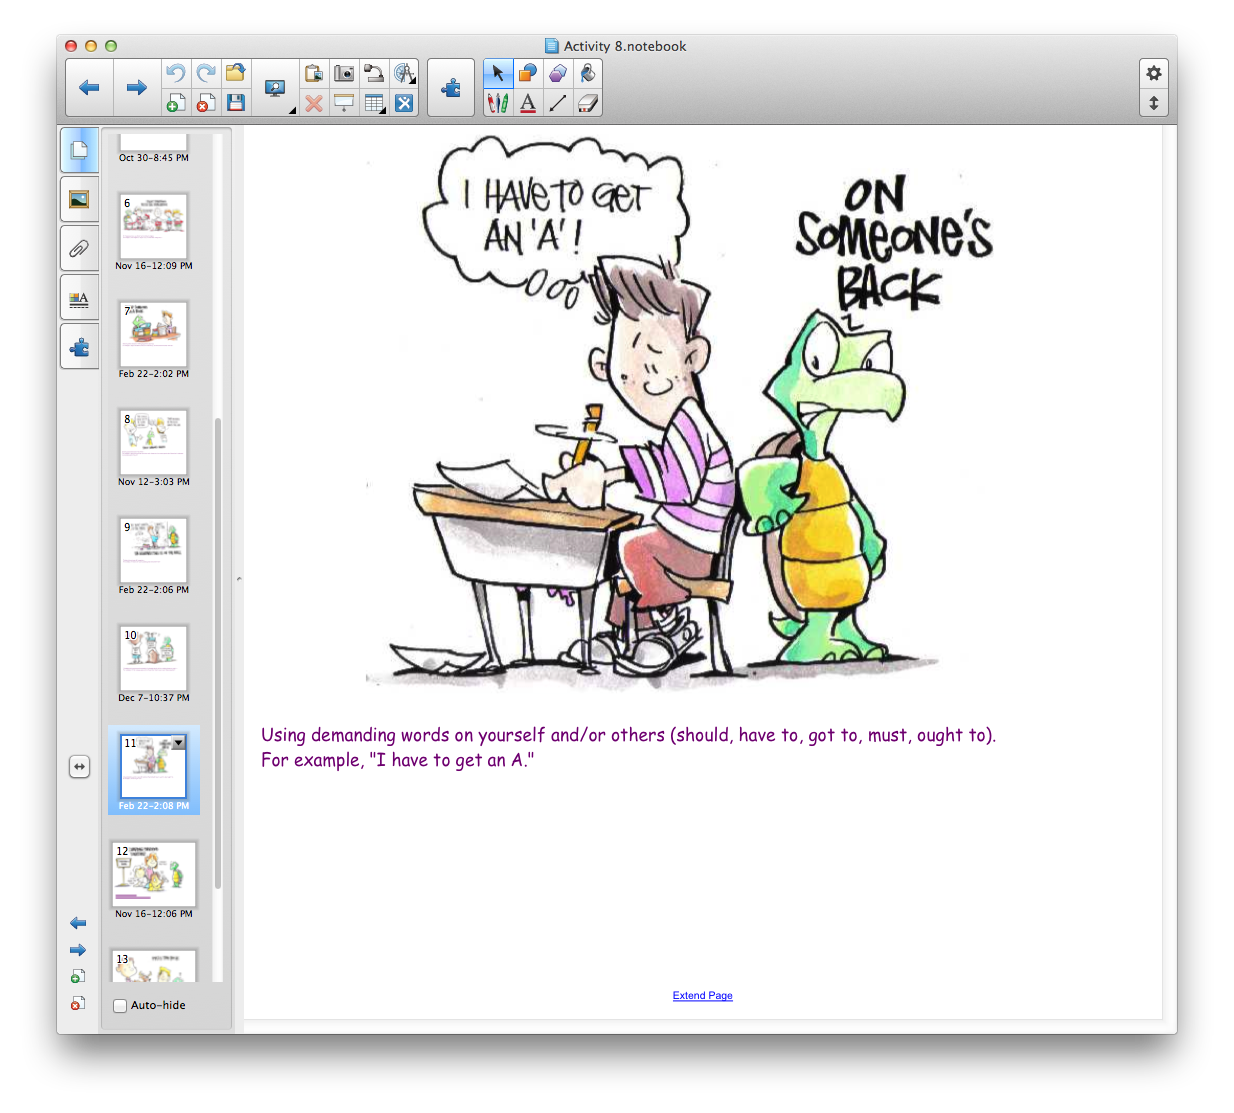 Activity 8.notebook
Oct 30-8:45 PM
6
Nov 16-12:09 PM
7
Feb 22-2:02 PM
8
Nov 12-3:03 PM
9
Feb 22-2:06 PM
10
Dec 7-10:37 PM
11
Feb 22-2:08 PM
12
Nov 16-12:06 PM
13
Auto-hide
I HAVE TO GET
AN 'A'!
ON
SOMEONE'S
BACK
Using demanding words on yourself and/or others (should, have to, got to, must, ought to).
For example, "I have to get an A."
Extend Page